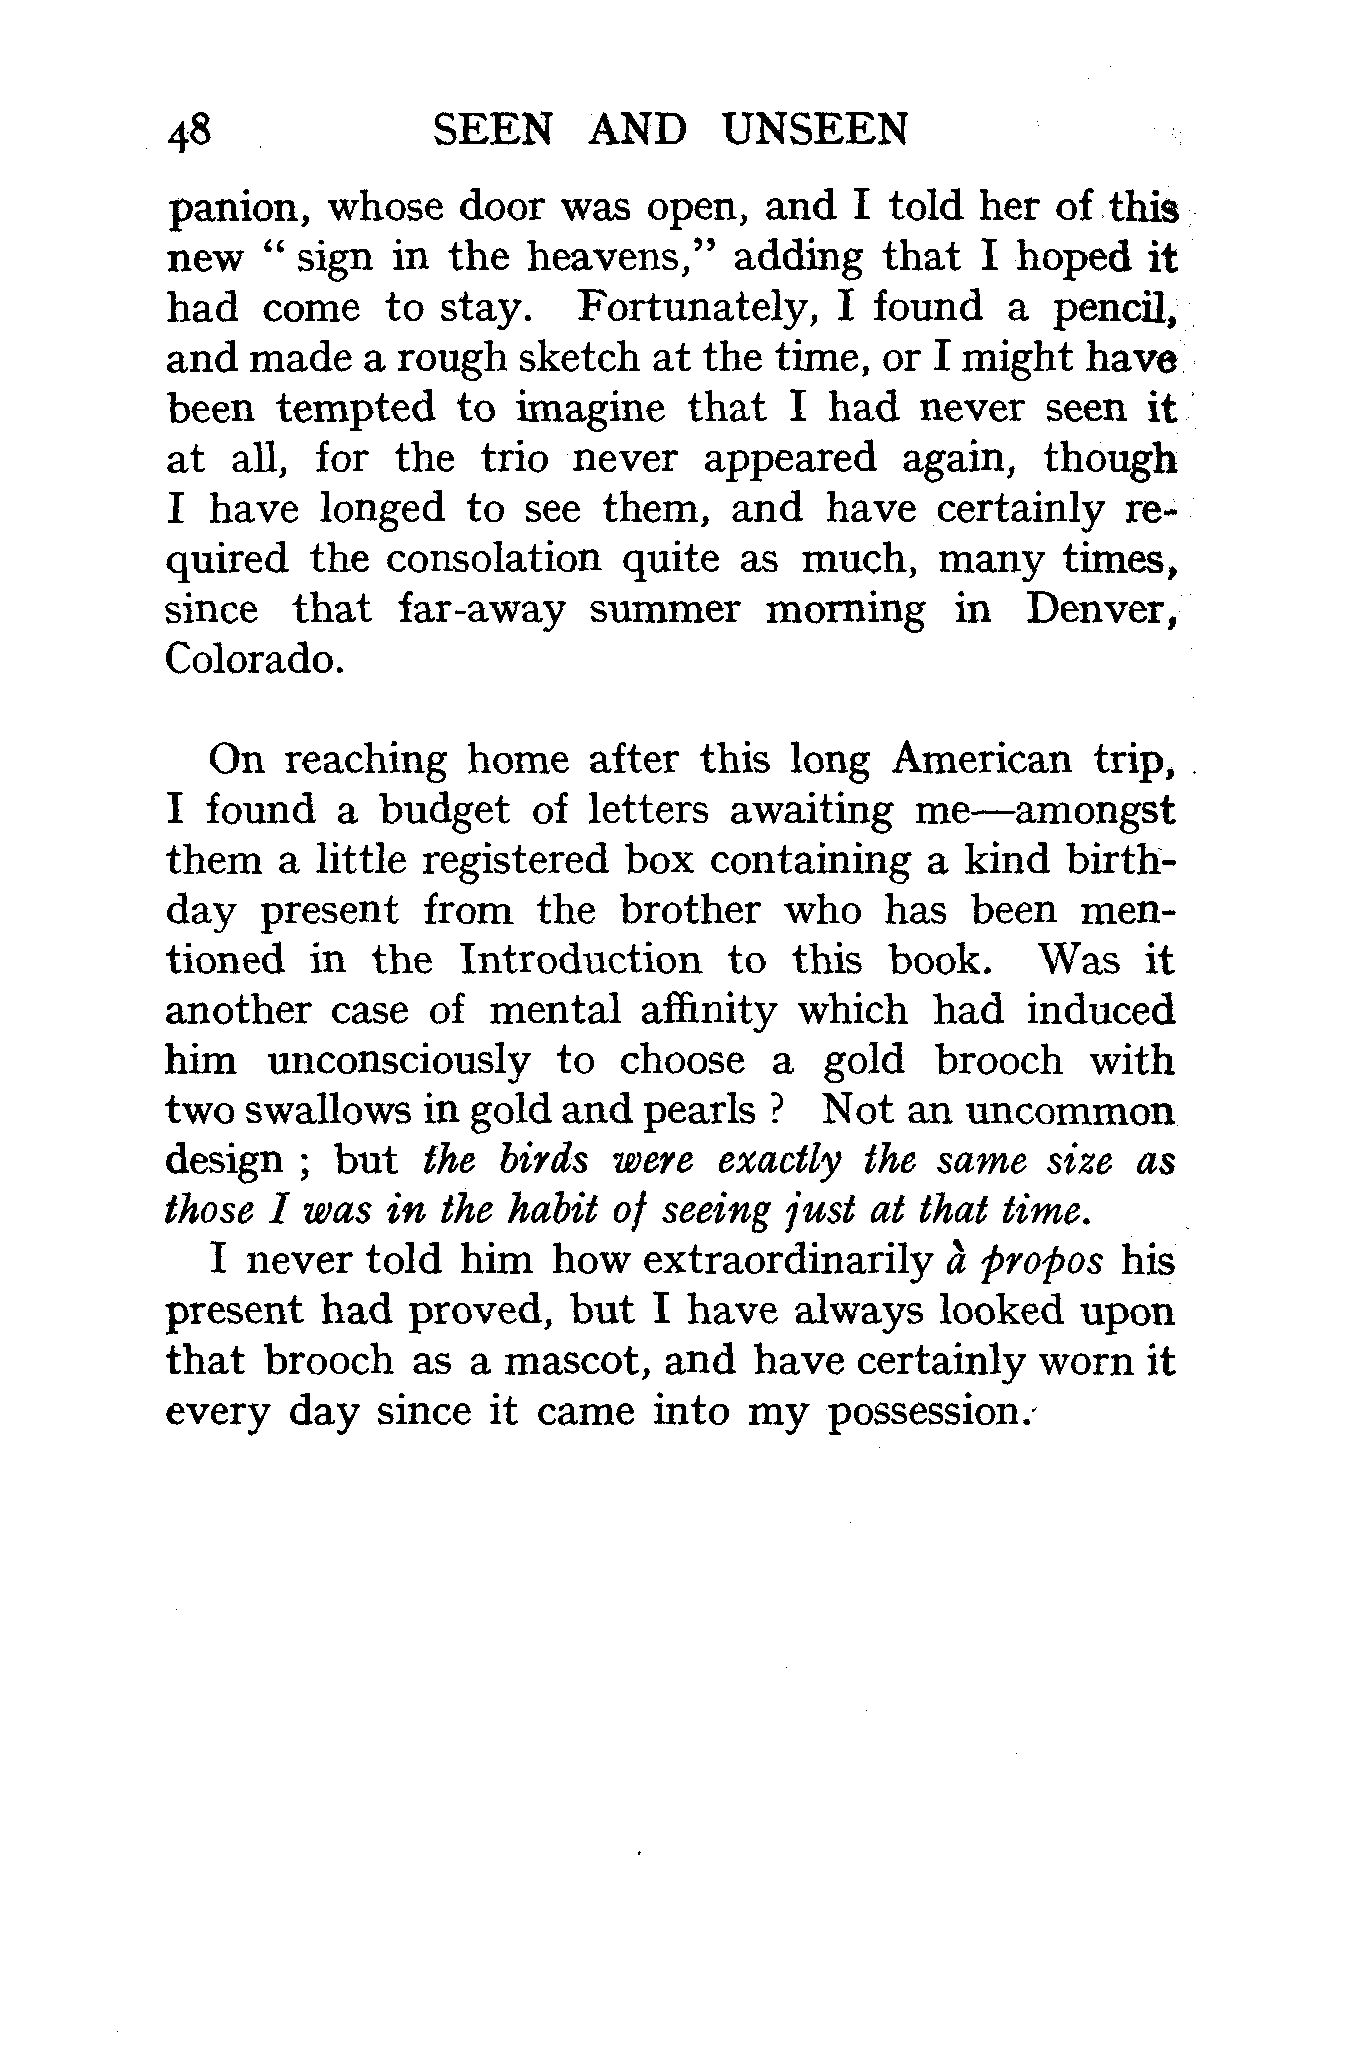 48 SEEN AND UNSEEN
panion, whose door was open, and I told her of this
new “ sign in the heavens,” adding that I hoped it
had come to stay. Fortunately, I found a pencil,
and made a rough sketch at the time, or I might have
been tempted to imagine that I had never seen it
at all, for the trio never appeared again, though
I have longed to see them, and have certainly re-
quired the consolation quite as much, many times,
since that far-away summer morning in Denver,
Colorado.
On reaching home after this long American trip,
I found a budget of letters awaiting me—amongst
them a little registered box containing a kind birth-
day present from the brother who has been men-
tioned in the Introduction to this book. Was it
another case of mental affinity which had induced
him unconsciously to choose a gold brooch with
two swallows in gold and pearls ? Not an uncommon
design ; but the birds were exactly the same size as
those I was in the habit of seeing just at that time.
I never told him how extraordinarily à propos his
present had proved, but I have always looked upon
that brooch as a mascot, and have certainly worn it
every day since it came into my possession.